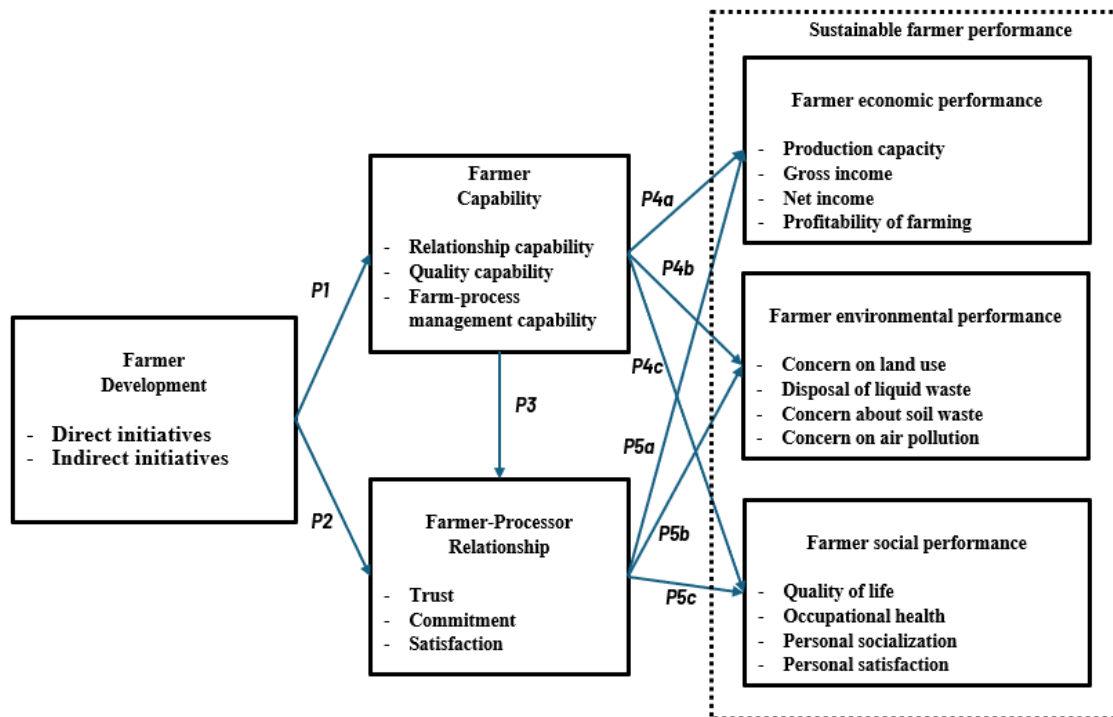 Sustainable farmer performance
Farmer economic performance
- Production capacity
- Gross income
- Net income
- Profitability of farming
Farmer
Capability
- Relationship capability
- Quality capability
- Farm-process
management capability
P4a
P4b
P1
Farmer environmental performance
- Concern on land use
- Disposal of liquid waste
- Concern about soil waste
- Concern on air pollution
Farmer
Development
- Direct initiatives
- Indirect initiatives
P4c
P3
P5a
P2
Farmer-Processor
Relationship
- Trust
- Commitment
- Satisfaction
P5b
P5c
Farmer social performance
- Quality of life
- Occupational health
- Personal socialization
- Personal satisfaction